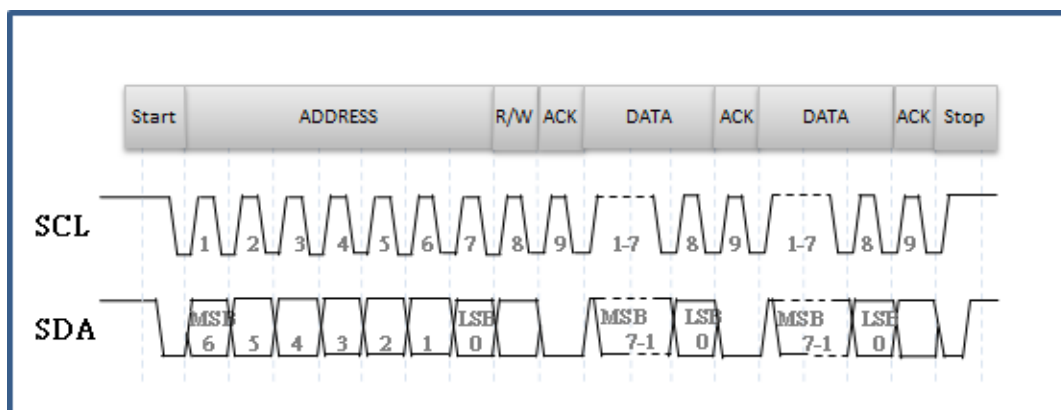 Start ADDRESS R/W ACK DATA ACK DATA ACK Stop
SCL 1 2 3 4 5 6 7 8 9 1-7 8 9 1-7 8 9
MSB LSB MSB LSB MSB LSB
SDA 6 5 4 3 2 1 0 7-1 0 7-1 0